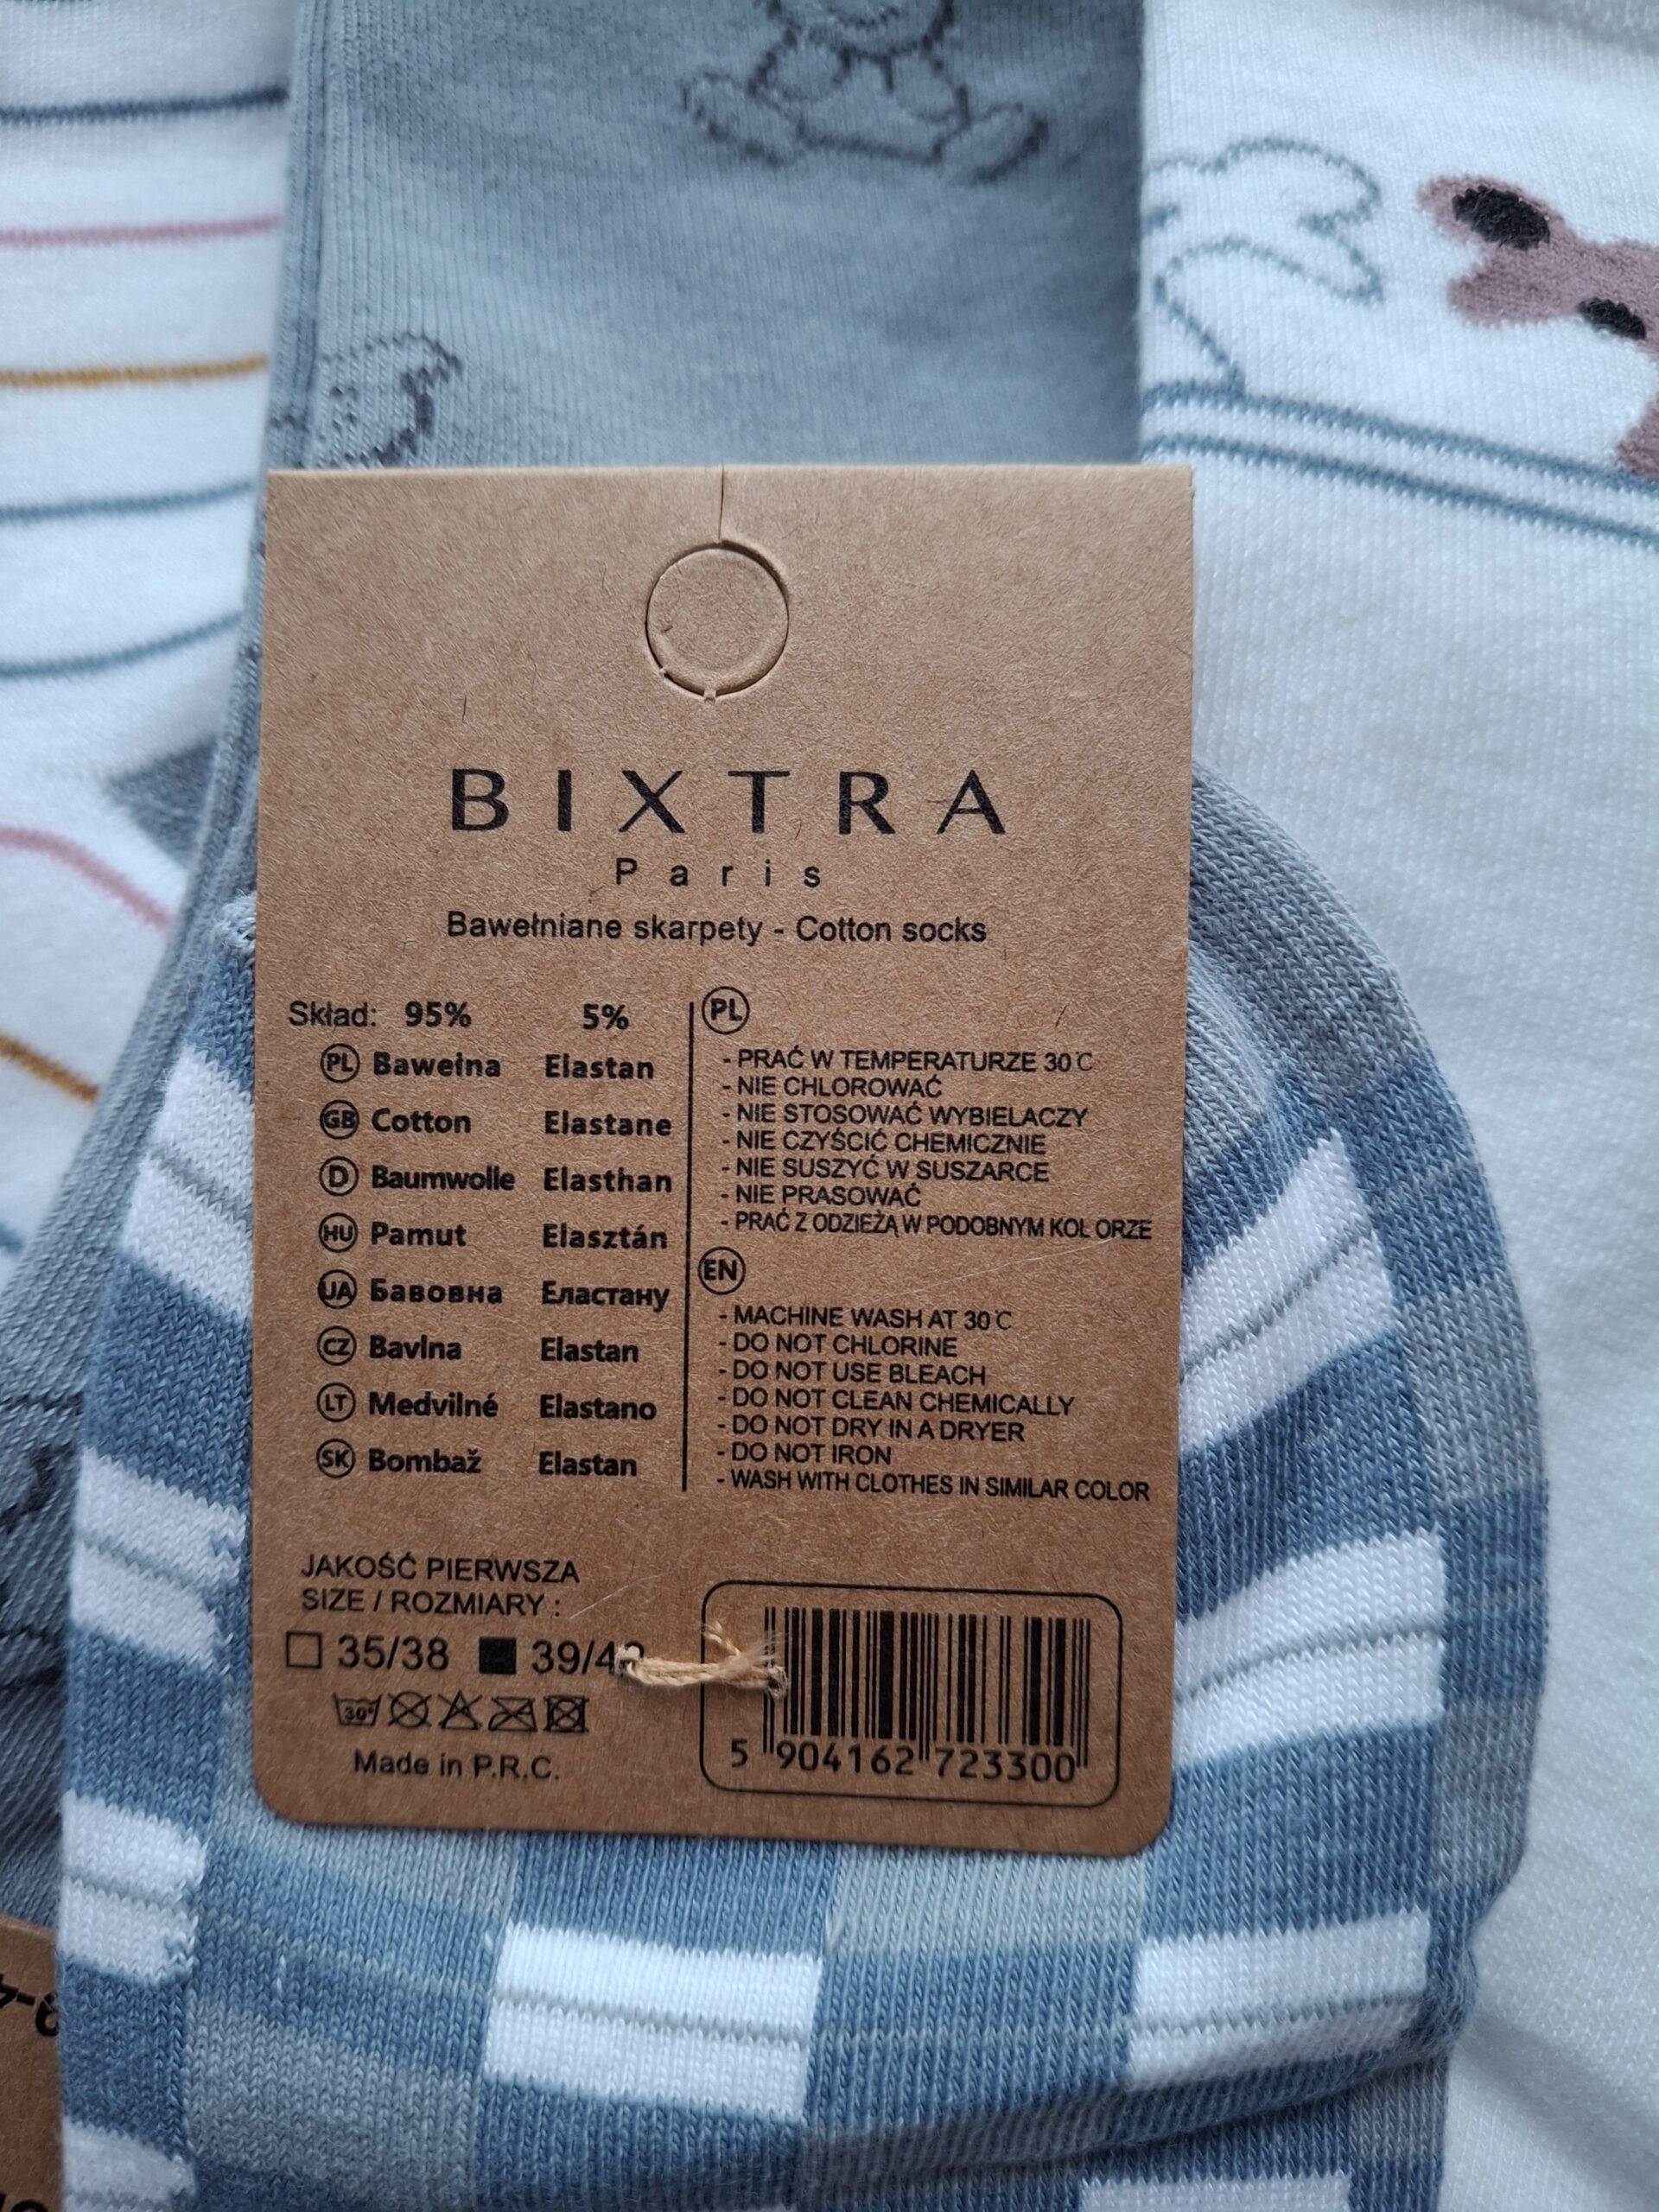 BIXTRA
Paris
Bawełniane skarpety - Cotton socks
Skład: 95% 5%
PL Bawełna Elastan
GB Cotton Elastane
D Baumwolle Elasthan
HU Pamut Elasztán
UA Бавовна Еластану
CZ Bavlna Elastan
LT Medvilné Elastano
SK Bombaž Elastan
PL
- PRAĆ W TEMPERATURZE 30℃
- NIE CHLOROWAĆ
- NIE STOSOWAĆ WYBIELACZY
- NIE CZYŚCIĆ CHEMICZNIE
- NIE SUSZYĆ W SUSZARCE
- NIE PRASOWAĆ
- PRAĆ Z ODZIEŻĄ W PODOBNYM KOLORZE
EN
- MACHINE WASH AT 30℃
- DO NOT CHLORINE
- DO NOT USE BLEACH
- DO NOT CLEAN CHEMICALLY
- DO NOT DRY IN A DRYER
- DO NOT IRON
- WASH WITH CLOTHES IN SIMILAR COLOR
JAKOŚĆ PIERWSZA
SIZE / ROZMIARY :
35/38
30°
Made in P.R.C.
5 904162 723300